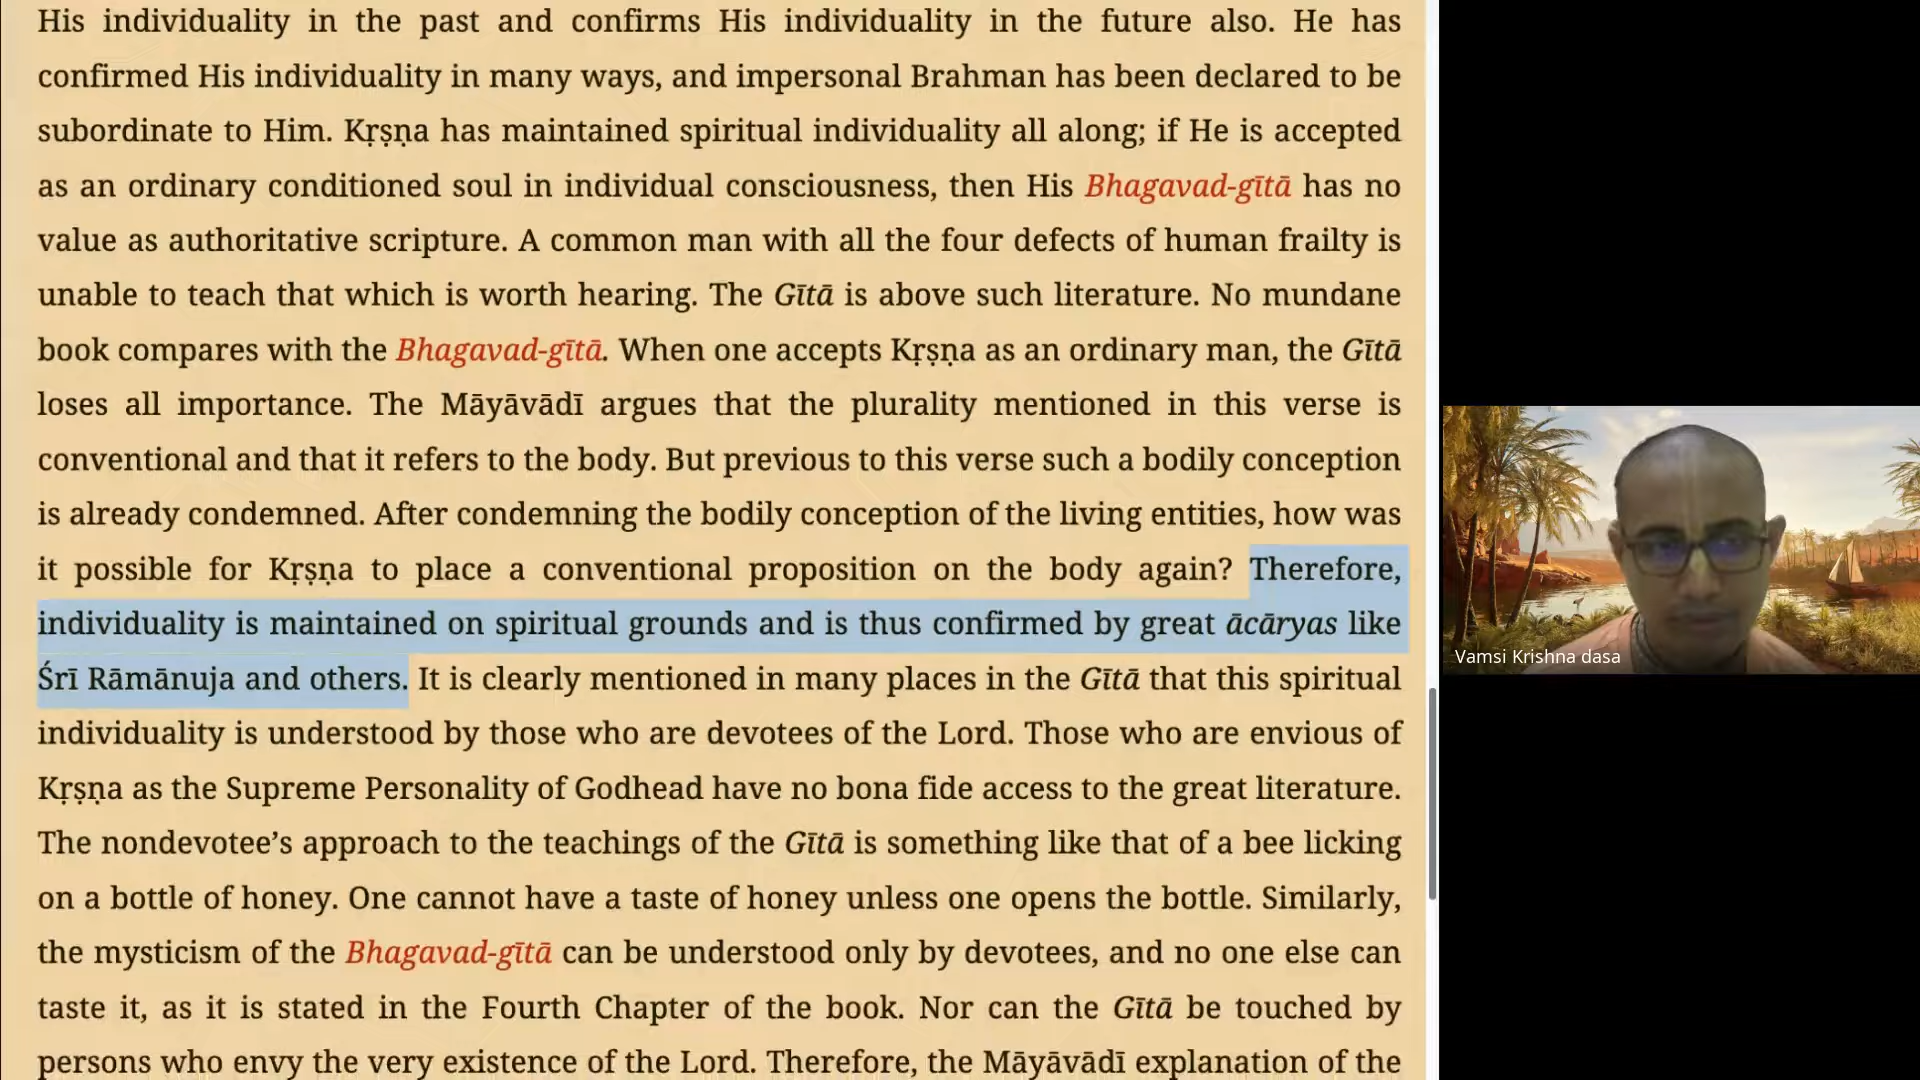 His individuality in the past and confirms His individuality in the future also. He has
confirmed His individuality in many ways, and impersonal Brahman has been declared to be
subordinate to Him. Kṛṣṇa has maintained spiritual individuality all along; if He is accepted
as an ordinary conditioned soul in individual consciousness, then His Bhagavad-gītā has no
value as authoritative scripture. A common man with all the four defects of human frailty is
unable to teach that which is worth hearing. The Gītā is above such literature. No mundane
book compares with the Bhagavad-gītā. When one accepts Kṛṣṇa as an ordinary man, the Gītā
loses all importance. The Māyāvādī argues that the plurality mentioned in this verse is
conventional and that it refers to the body. But previous to this verse such a bodily conception
is already condemned. After condemning the bodily conception of the living entities, how was
it possible for Kṛṣṇa to place a conventional proposition on the body again? Therefore,
individuality is maintained on spiritual grounds and is thus confirmed by great ācāryas like
Śrī Rāmānuja and others. It is clearly mentioned in many places in the Gītā that this spiritual
individuality is understood by those who are devotees of the Lord. Those who are envious of
Kṛṣṇa as the Supreme Personality of Godhead have no bona fide access to the great literature.
The nondevotee’s approach to the teachings of the Gītā is something like that of a bee licking
on a bottle of honey. One cannot have a taste of honey unless one opens the bottle. Similarly,
the mysticism of the Bhagavad-gītā can be understood only by devotees, and no one else can
taste it, as it is stated in the Fourth Chapter of the book. Nor can the Gītā be touched by
persons who envy the very existence of the Lord. Therefore, the Māyāvādī explanation of the
Vamsi Krishna dasa